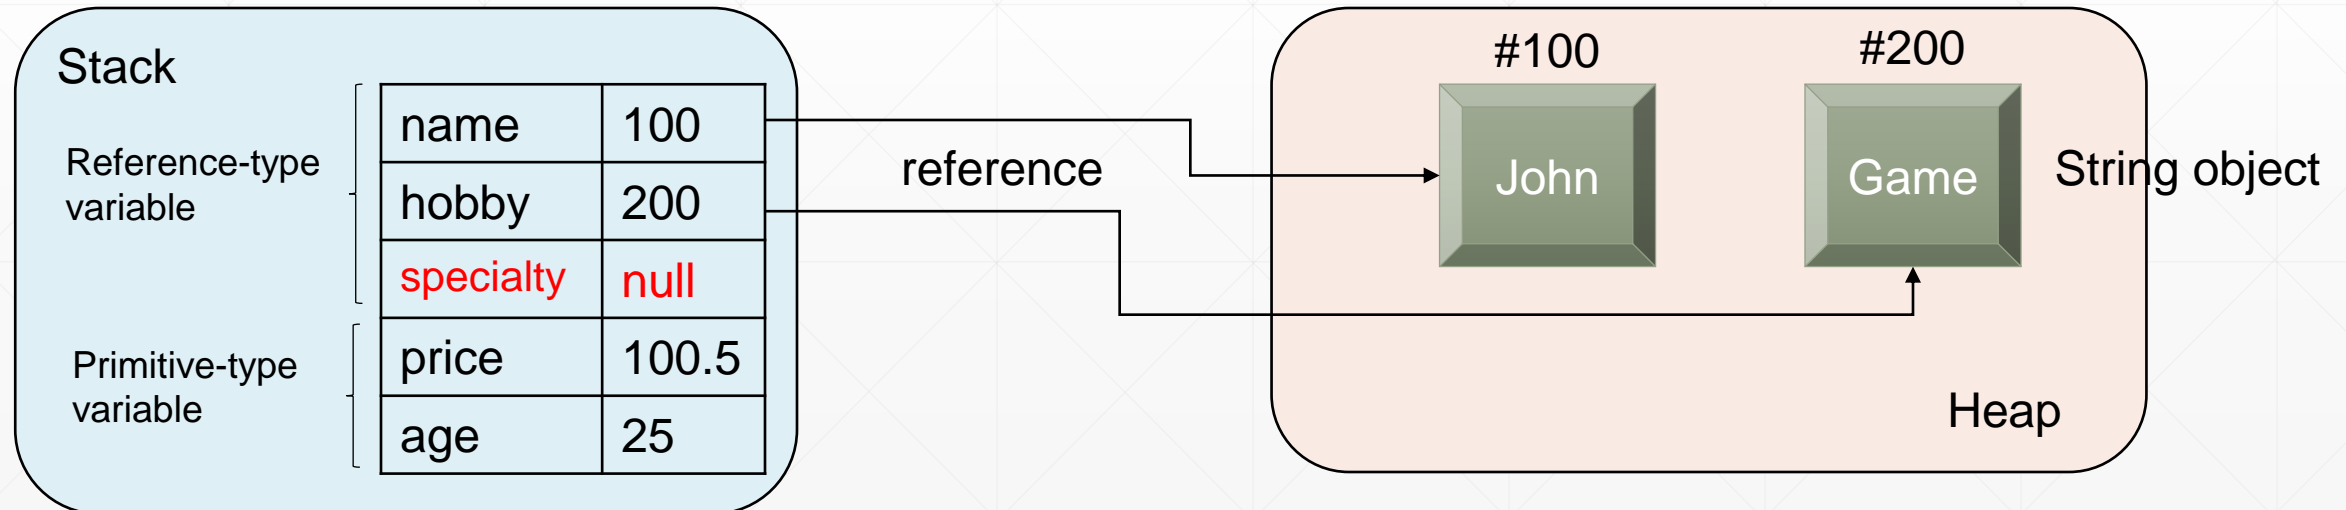 Stack
Reference-type
variable
Primitive-type
variable
name 100
hobby 200
specialty null
price 100.5
age 25
reference
#100
#200
John
Game
String object
Heap